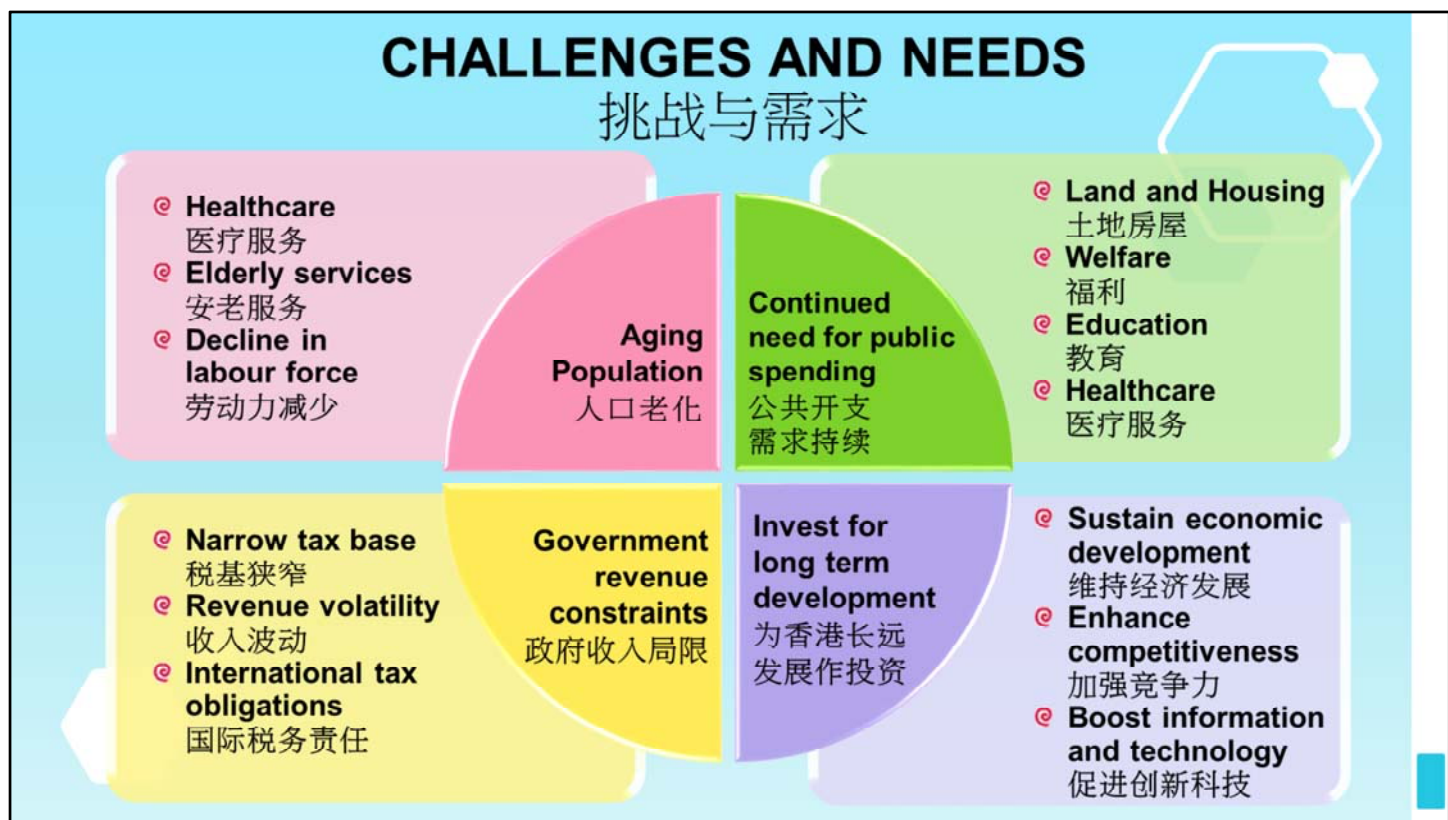 CHALLENGES AND NEEDS
挑战与需求
Healthcare
医疗服务
Elderly services
安老服务
Decline in
labour force
劳动力减少
Aging
Population
人口老化
Continued
need for public
spending
公共开支
需求持续
Land and Housing
土地房屋
Welfare
福利
Education
教育
Healthcare
医疗服务
Narrow tax base
税基狭窄
Revenue volatility
收入波动
International tax
obligations
国际税务责任
Government
revenue
constraints
政府收入局限
Invest for
long term
development
为香港长远
发展作投资
Sustain economic
development
维持经济发展
Enhance
competitiveness
加强竞争力
Boost information
and technology
促进创新科技